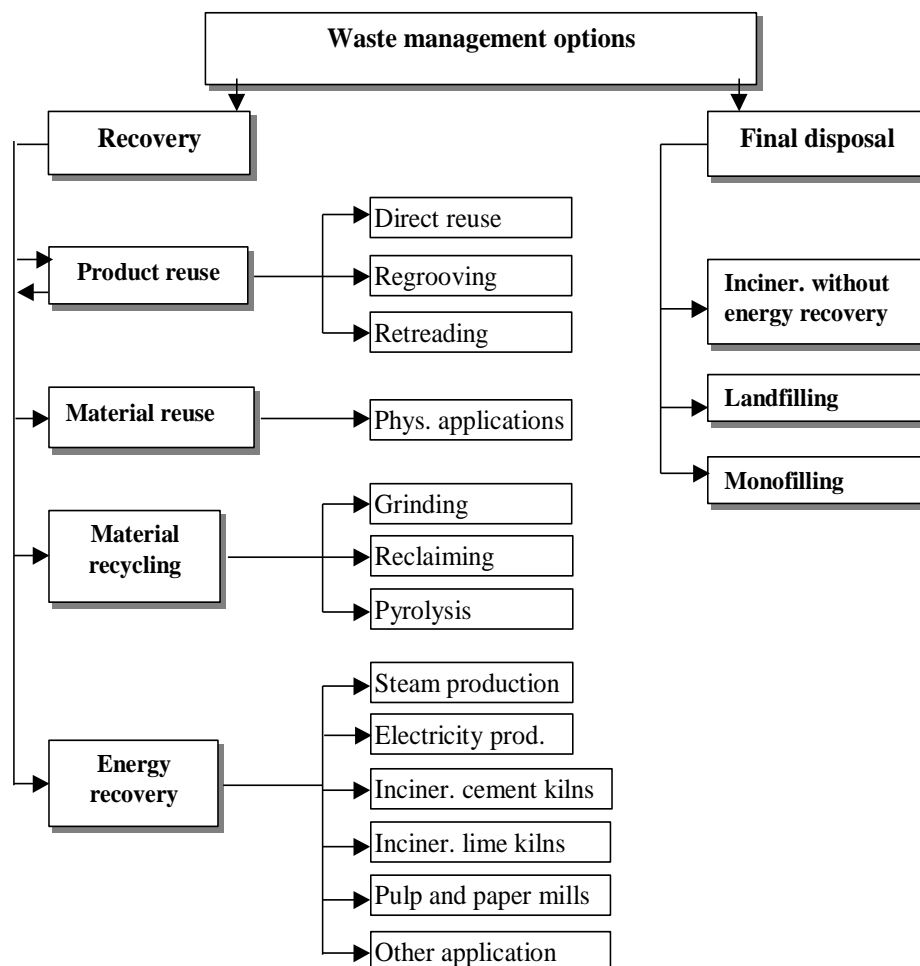 Waste management options
Recovery
Final disposal
Product reuse
Direct reuse
Regrooving
Retreading
Inciner. without
energy recovery
Material reuse
Phys. applications
Landfilling
Monofilling
Material
recycling
Grinding
Reclaiming
Pyrolysis
Energy
recovery
Steam production
Electricity prod.
Inciner. cement kilns
Inciner. lime kilns
Pulp and paper mills
Other application